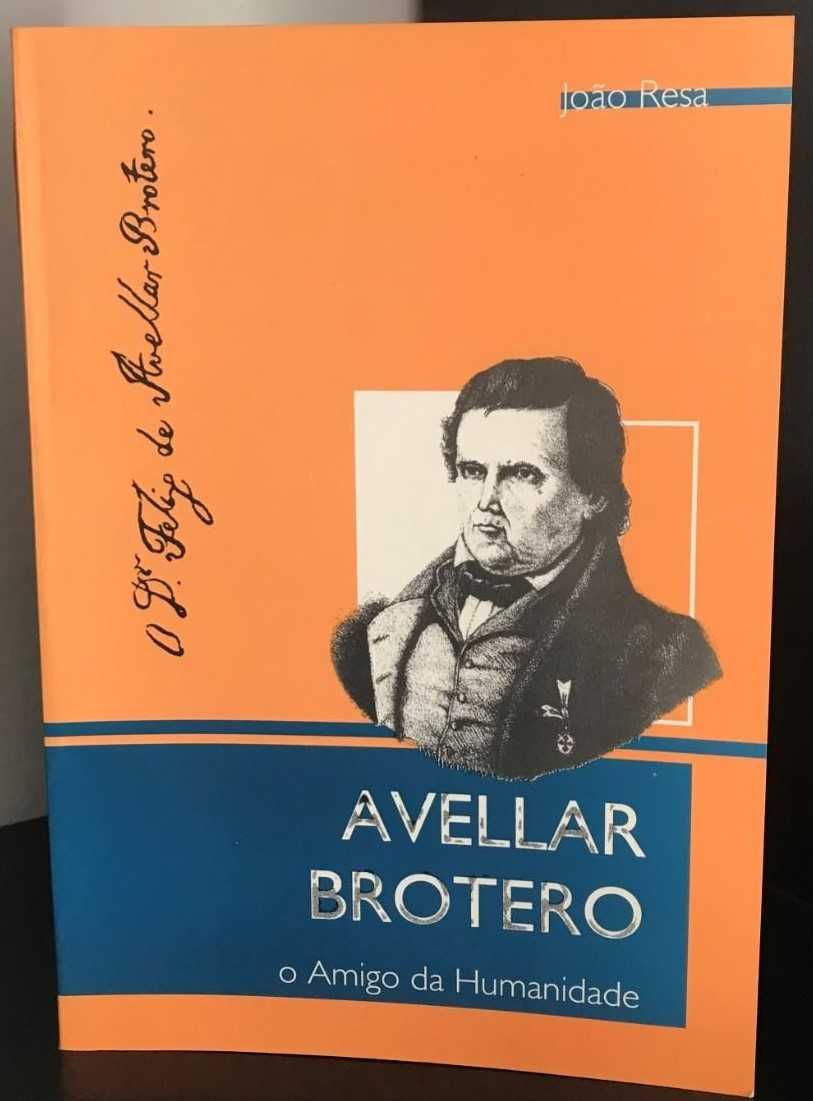 João Resa
O Dr. Felix de Avellar Brotero.
AVELLAR
BROTERO
o Amigo da Humanidade